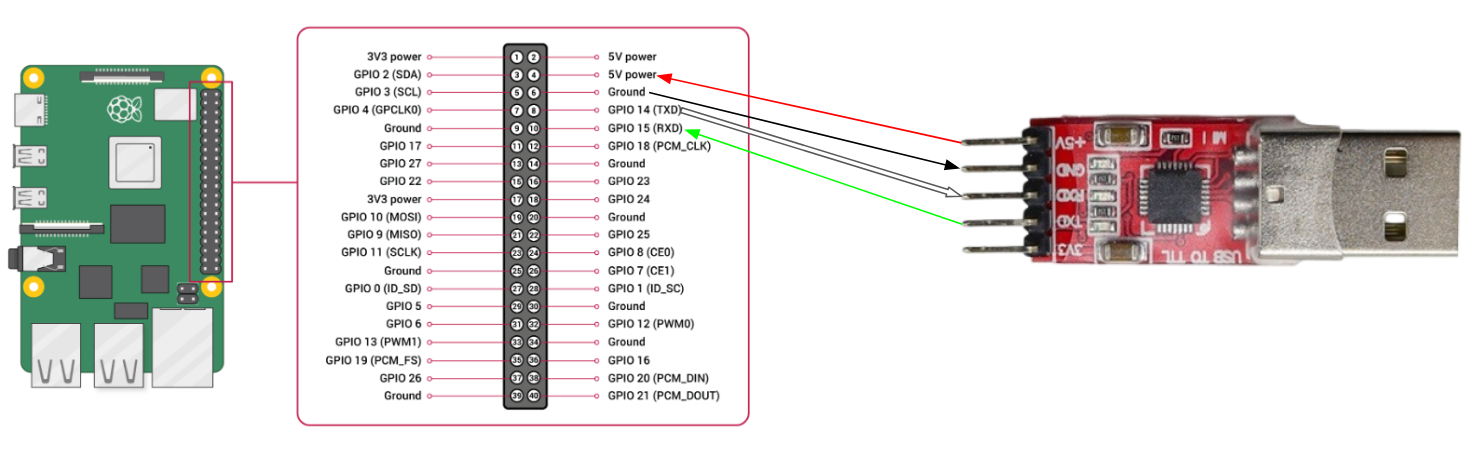 3V3 power 1 2 5V power
GPIO 2 (SDA) 3 4 5V power
GPIO 3 (SCL) 5 6 Ground
GPIO 4 (GPCLK0) 7 8 GPIO 14 (TXD)
Ground 9 10 GPIO 15 (RXD)
GPIO 17 11 12 GPIO 18 (PCM_CLK)
GPIO 27 13 14 Ground
GPIO 22 15 16 GPIO 23
3V3 power 17 18 GPIO 24
GPIO 10 (MOSI) 19 20 Ground
GPIO 9 (MISO) 21 22 GPIO 25
GPIO 11 (SCLK) 23 24 GPIO 8 (CE0)
Ground 25 26 GPIO 7 (CE1)
GPIO 0 (ID_SD) 27 28 GPIO 1 (ID_SC)
GPIO 5 29 30 Ground
GPIO 6 31 32 GPIO 12 (PWM0)
GPIO 13 (PWM1) 33 34 Ground
GPIO 19 (PCM_FS) 35 36 GPIO 16
GPIO 26 37 38 GPIO 20 (PCM_DIN)
Ground 39 40 GPIO 21 (PCM_DOUT)
+5V
GND
RXD
TXD
3V3
USB TO TTL